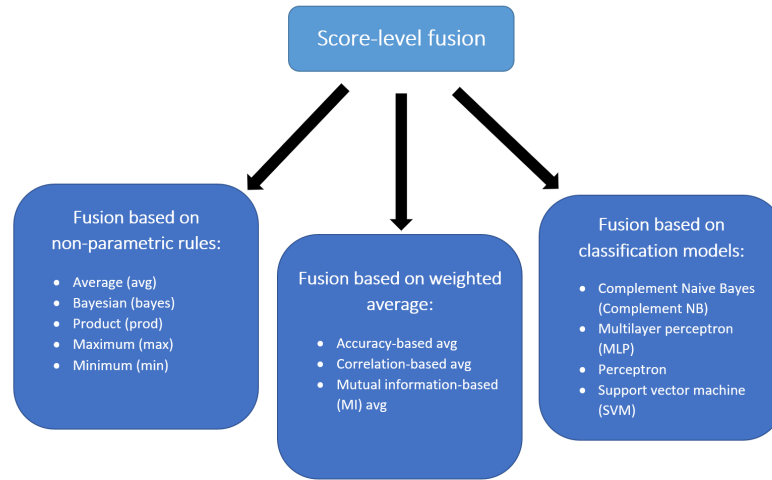 Score-level fusion
Fusion based on
non-parametric rules:
• Average (avg)
• Bayesian (bayes)
• Product (prod)
• Maximum (max)
• Minimum (min)
Fusion based on weighted
average:
• Accuracy-based avg
• Correlation-based avg
• Mutual information-based
(MI) avg
Fusion based on
classification models:
• Complement Naive Bayes
(Complement NB)
• Multilayer perceptron
(MLP)
• Perceptron
• Support vector machine
(SVM)